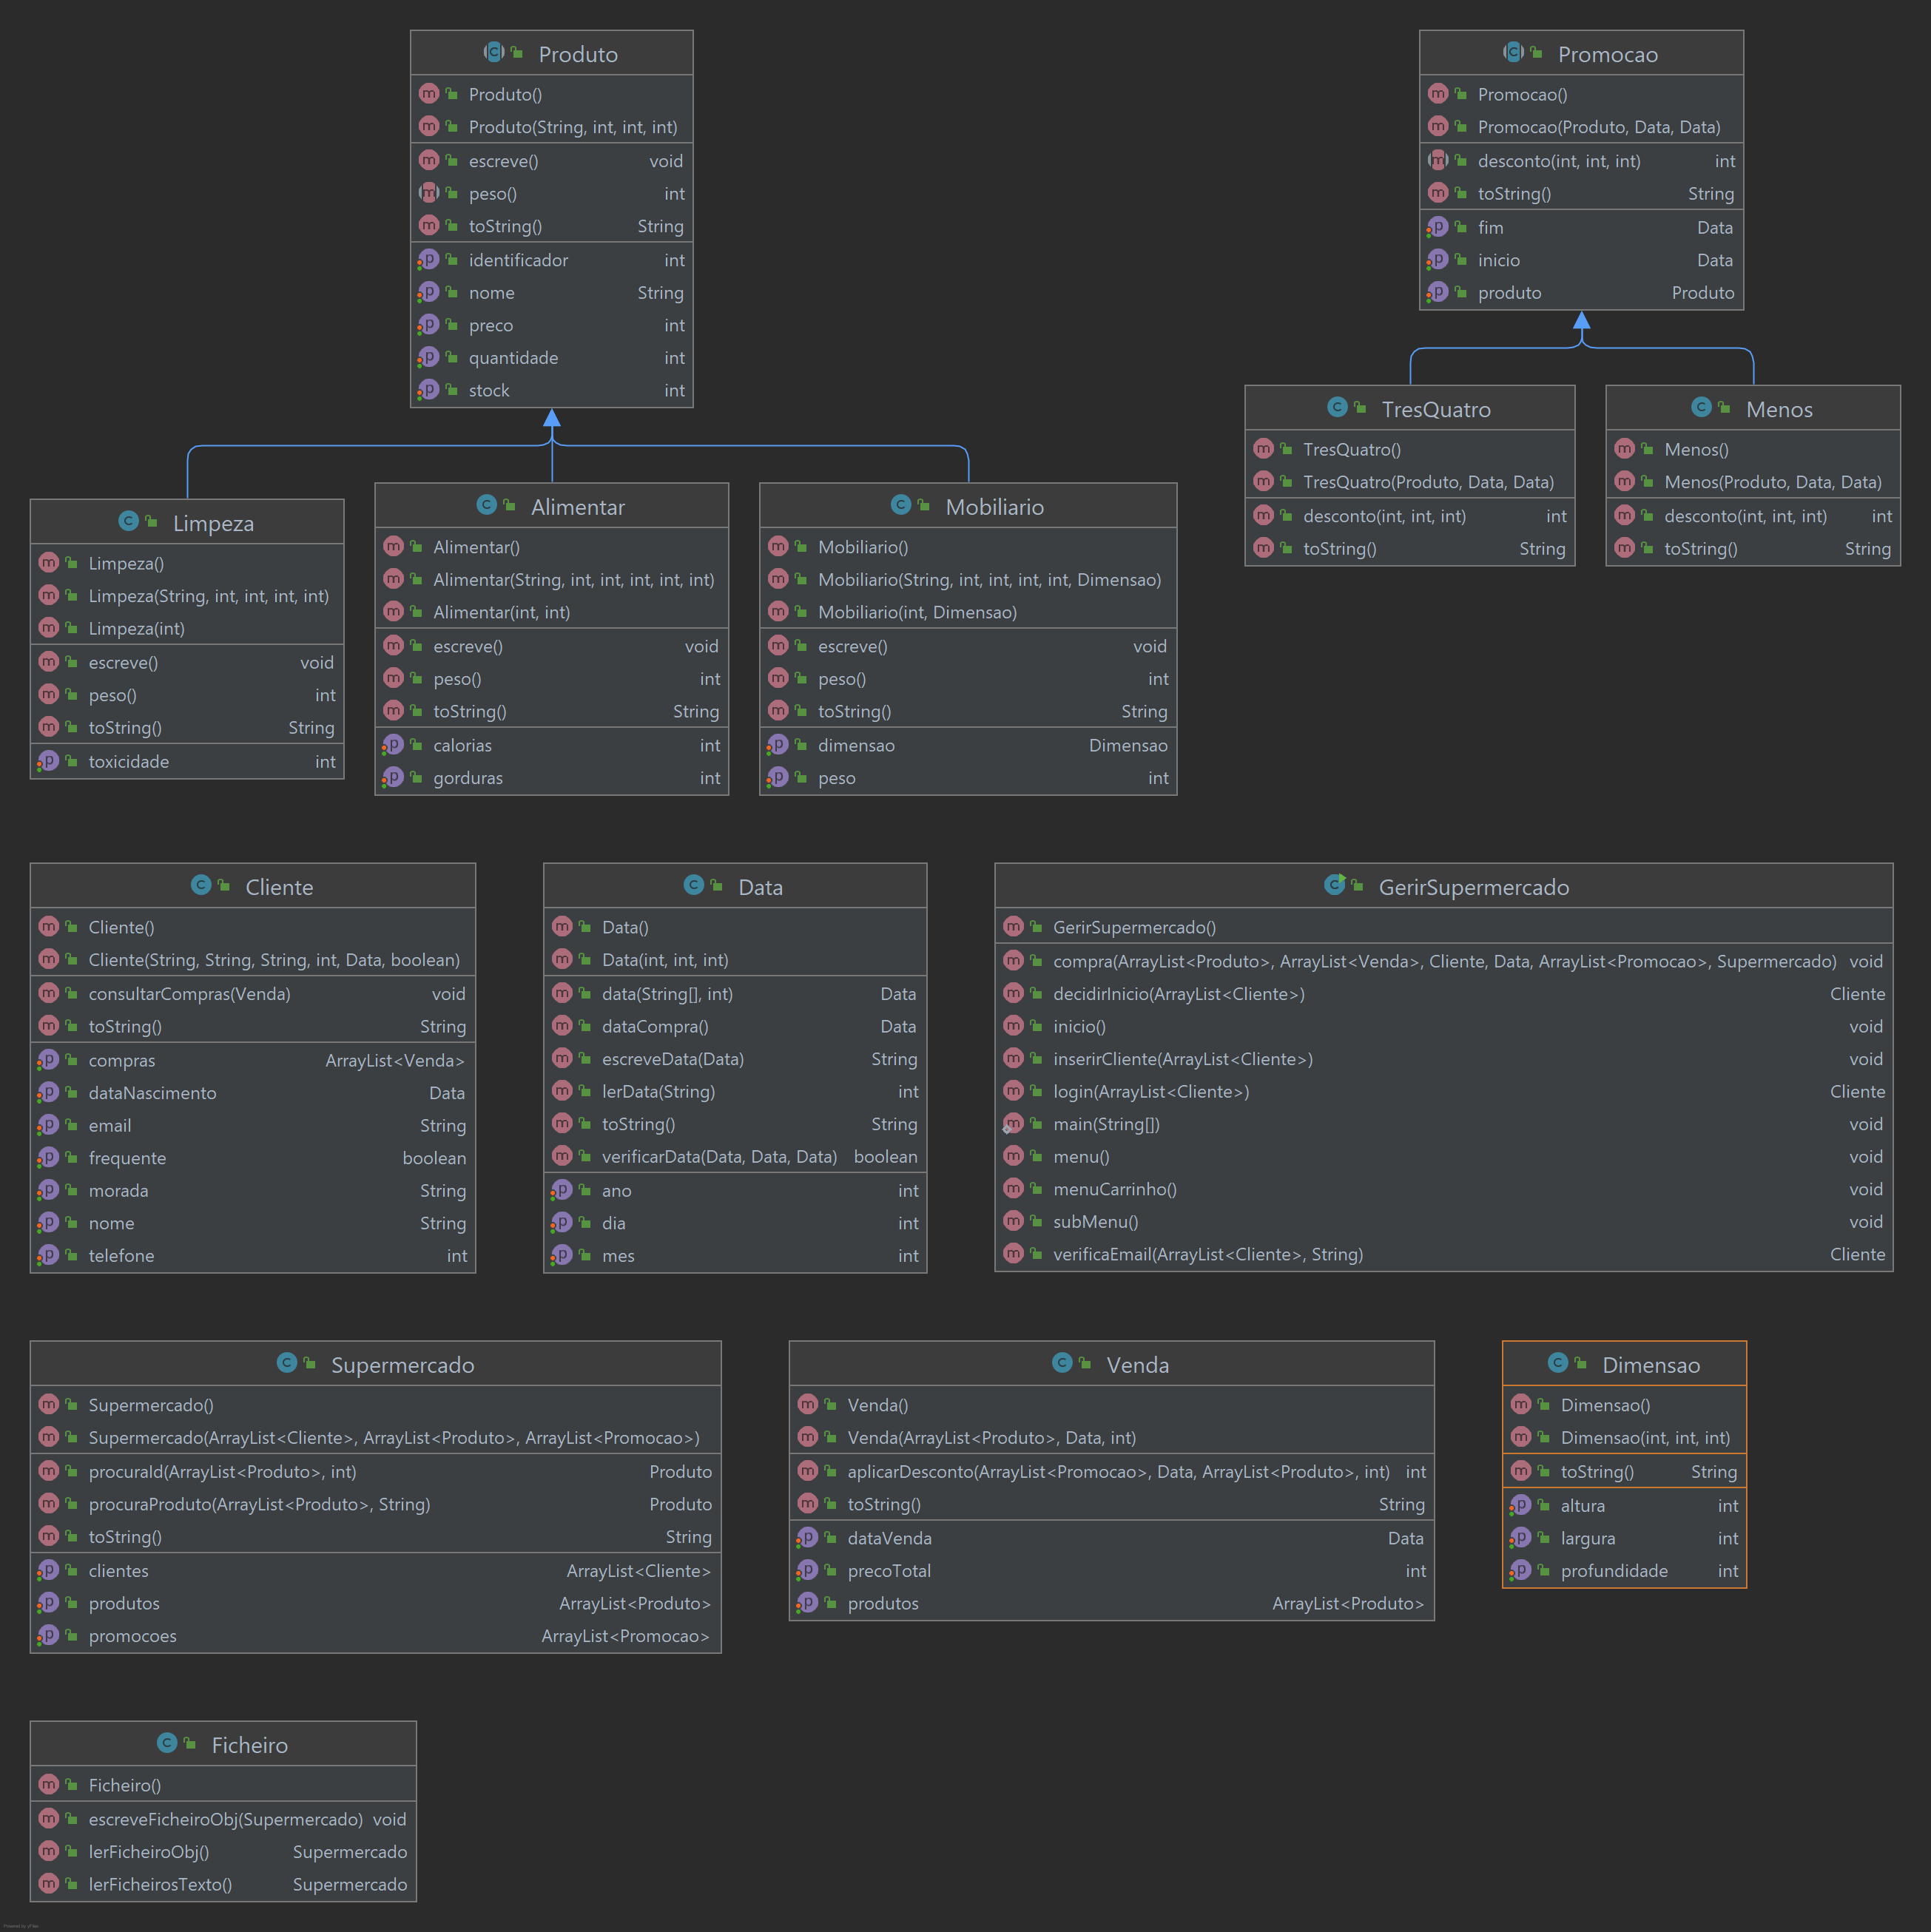 Produto
Produto()
Produto(String, int, int, int)
escreve() void
peso() int
toString() String
identificador int
nome String
preco int
quantidade int
stock int
Promocao
Promocao()
Promocao(Produto, Data, Data)
desconto(int, int, int) int
toString() String
fim Data
inicio Data
produto Produto
TresQuatro
TresQuatro()
TresQuatro(Produto, Data, Data)
desconto(int, int, int) int
toString() String
Menos
Menos()
Menos(Produto, Data, Data)
desconto(int, int, int) int
toString() String
Limpeza
Limpeza()
Limpeza(String, int, int, int, int)
Limpeza(int)
escreve() void
peso() int
toString() String
toxicidade int
Alimentar
Alimentar()
Alimentar(String, int, int, int, int, int)
Alimentar(int, int)
escreve() void
peso() int
toString() String
calorias int
gorduras int
Mobiliario
Mobiliario()
Mobiliario(String, int, int, int, int, Dimensao)
Mobiliario(int, Dimensao)
escreve() void
peso() int
toString() String
dimensao Dimensao
peso int
Cliente
Cliente()
Cliente(String, String, String, int, Data, boolean)
consultarCompras(Venda) void
toString() String
compras ArrayList<Venda>
dataNascimento Data
email String
frequente boolean
morada String
nome String
telefone int
Data
Data()
Data(int, int, int)
data(String[], int) Data
dataCompra() Data
escreveData(Data) String
lerData(String) int
toString() String
verificarData(Data, Data, Data) boolean
ano int
dia int
mes int
GerirSupermercado
GerirSupermercado()
compra(ArrayList<Produto>, ArrayList<Venda>, Cliente, Data, ArrayList<Promocao>, Supermercado) void
decidirInicio(ArrayList<Cliente>) Cliente
inicio() void
inserirCliente(ArrayList<Cliente>) void
login(ArrayList<Cliente>) Cliente
main(String[]) void
menu() void
menuCarrinho() void
subMenu() void
verificaEmail(ArrayList<Cliente>, String) Cliente
Supermercado
Supermercado()
Supermercado(ArrayList<Cliente>, ArrayList<Produto>, ArrayList<Promocao>)
procuraId(ArrayList<Produto>, int) Produto
procuraProduto(ArrayList<Produto>, String) Produto
toString() String
clientes ArrayList<Cliente>
produtos ArrayList<Produto>
promocoes ArrayList<Promocao>
Venda
Venda()
Venda(ArrayList<Produto>, Data, int)
aplicarDesconto(ArrayList<Promocao>, Data, ArrayList<Produto>, int) int
toString() String
dataVenda Data
precoTotal int
produtos ArrayList<Produto>
Dimensao
Dimensao()
Dimensao(int, int, int)
toString() String
altura int
largura int
profundidade int
Ficheiro
Ficheiro()
escreveFicheiroObj(Supermercado) void
lerFicheiroObj() Supermercado
lerFicheirosTexto() Supermercado
Powered by yFiles